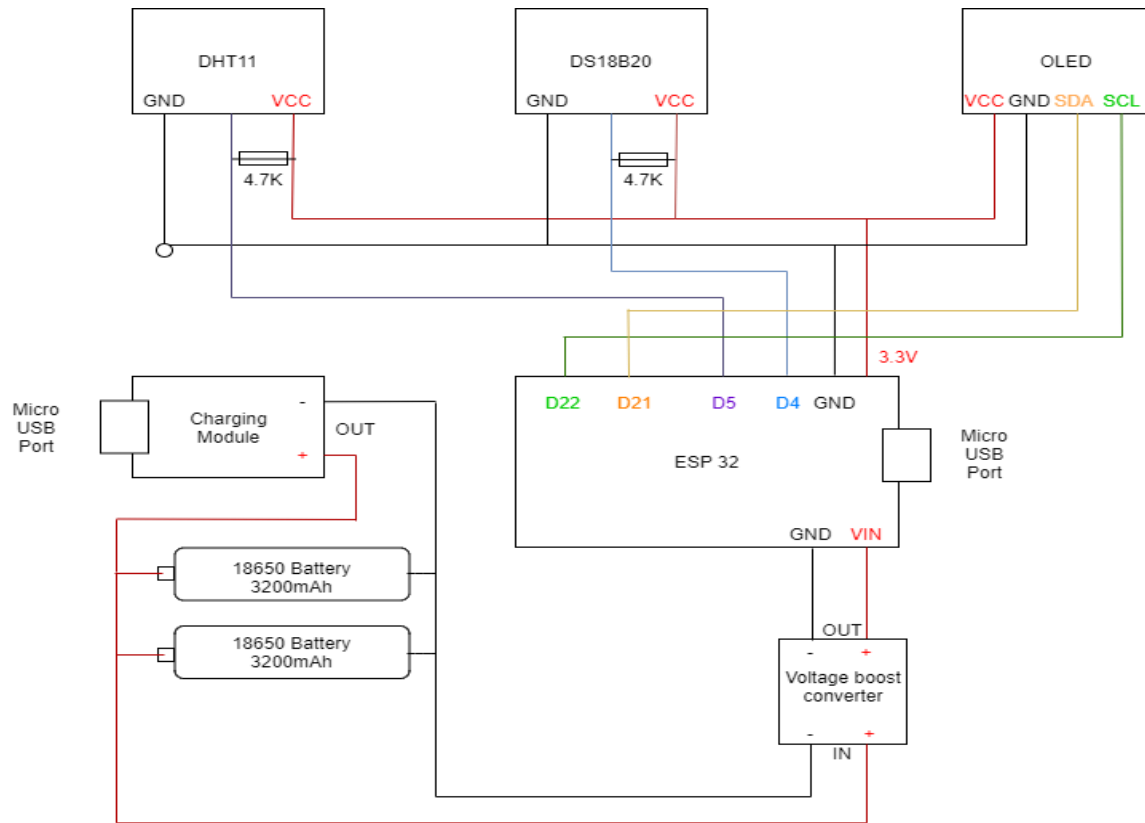 DHT11
GND VCC
4.7K
DS18B20
GND VCC
4.7K
OLED
VCC GND SDA SCL
3.3V
Micro
USB
Port
Charging
Module
-
+
OUT
D22 D21 D5 D4 GND
ESP 32
GND VIN
Micro
USB
Port
18650 Battery
3200mAh
18650 Battery
3200mAh
OUT
- +
Voltage boost
converter
- +
IN